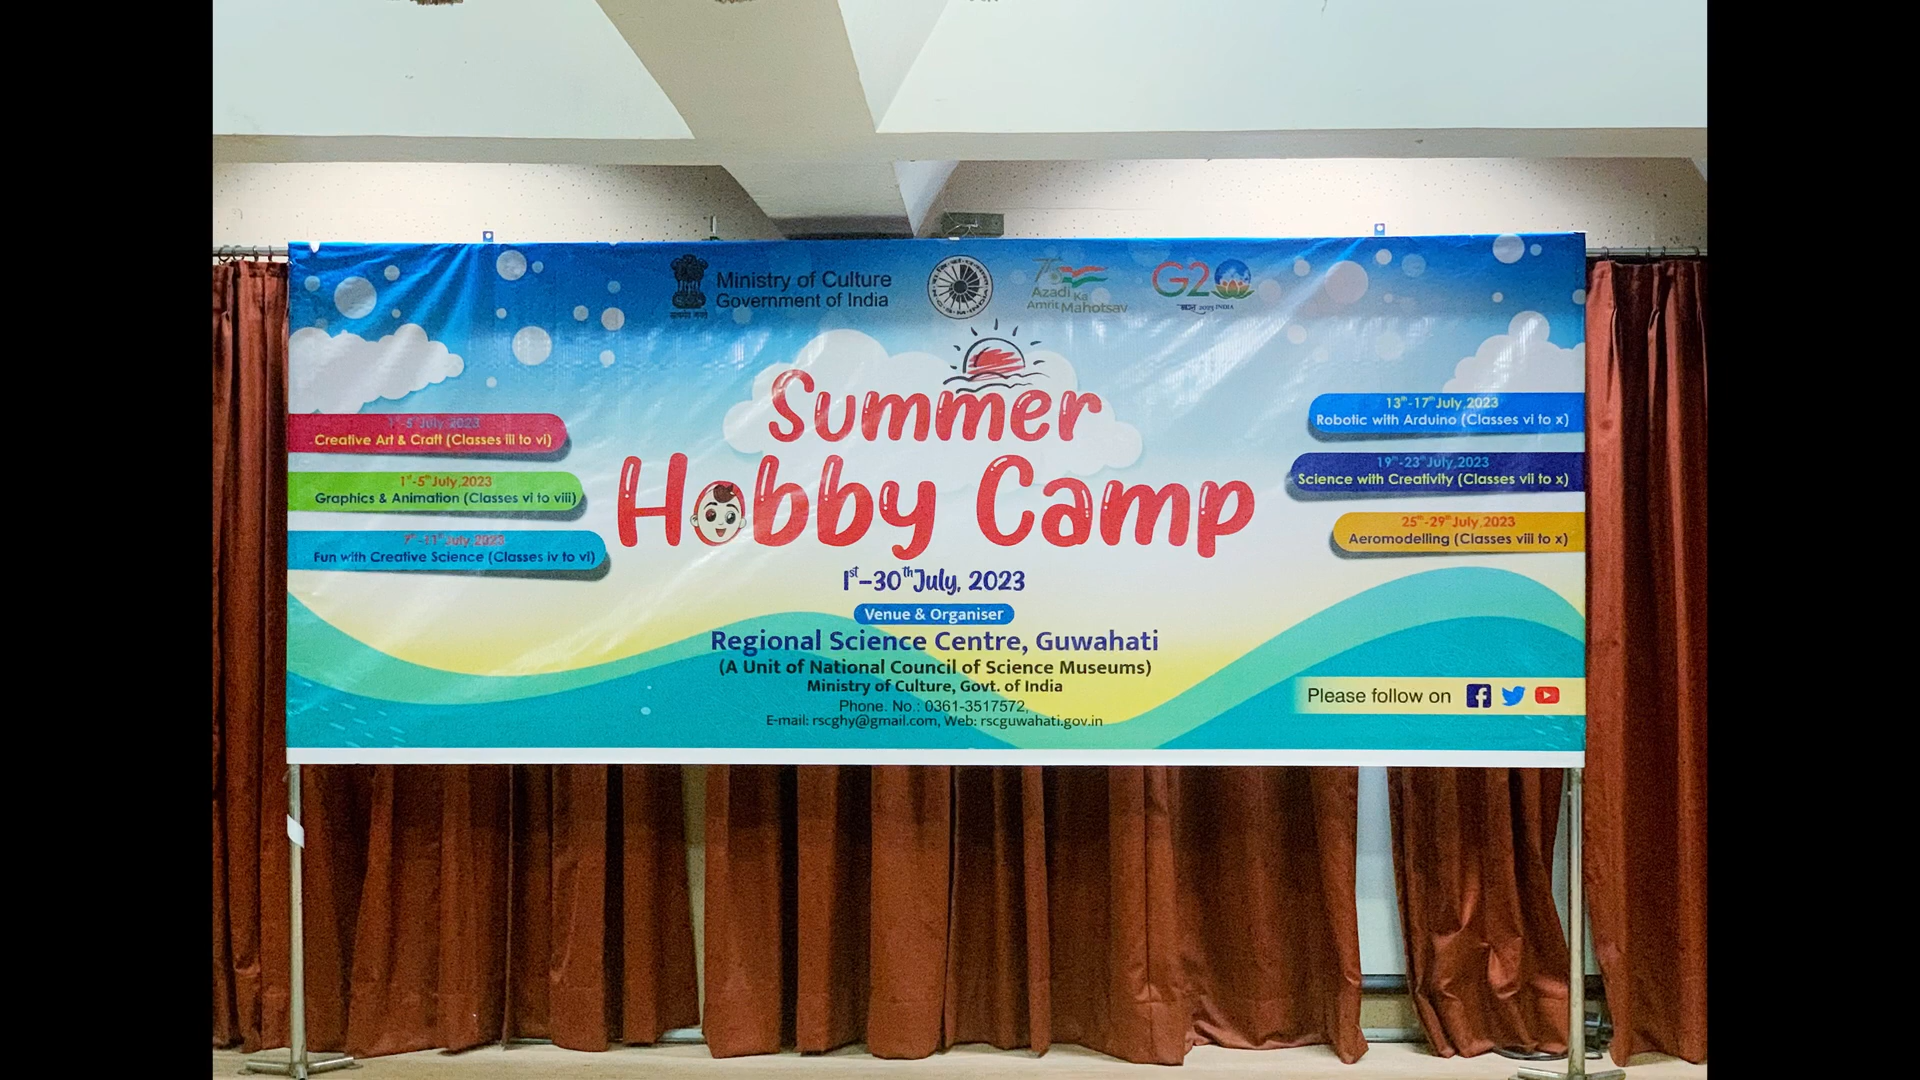 Ministry of Culture
Government of India
75
Azadi Ka
Amrit Mahotsav
G20
Summer
Hobby Camp
1st-30th July, 2023
Venue & Organiser
Regional Science Centre, Guwahati
(A Unit of National Council of Science Museums)
Ministry of Culture, Govt. of India
Phone. No.: 0361-3517572,
E-mail: rscghy@gmail.com, Web: rscguwahati.gov.in
1st-5th July,2023
Creative Art & Craft (Classes iii to vi)
1st-5th July,2023
Graphics & Animation (Classes vi to viii)
7th-11th July,2023
Fun with Creative Science (Classes iv to vi)
13th-17th July,2023
Robotic with Arduino (Classes vi to x)
19th-23th July,2023
Science with Creativity (Classes vii to x)
25th-29th July,2023
Aeromodelling (Classes viii to x)
Please follow on